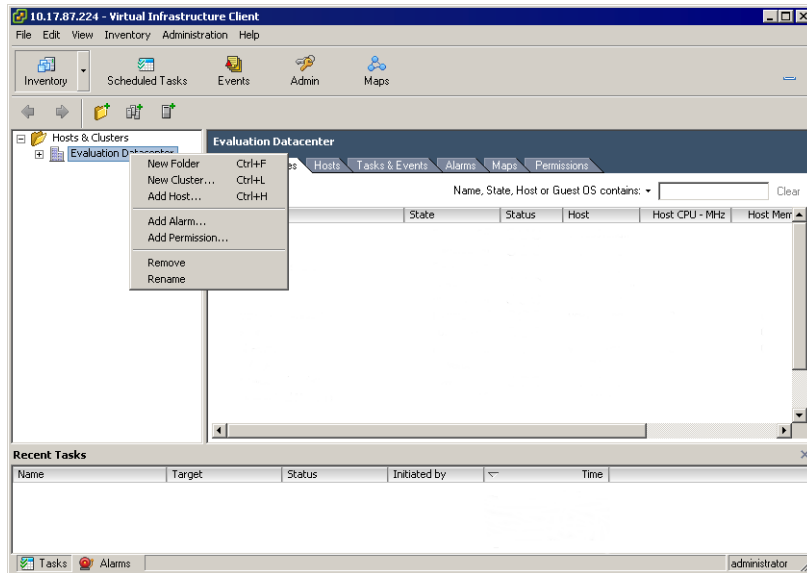 10.17.87.224 - Virtual Infrastructure Client
File Edit View Inventory Administration Help
Inventory Scheduled Tasks Events Admin Maps
Hosts & Clusters
Evaluation Datacenter
New Folder Ctrl+F
New Cluster... Ctrl+L
Add Host... Ctrl+H
Add Alarm...
Add Permission...
Remove
Rename
Evaluation Datacenter
Hosts Tasks & Events Alarms Maps Permissions
Name, State, Host or Guest OS contains: Clear
State Status Host Host CPU - MHz Host Mem
Recent Tasks
Name Target Status Initiated by Time
Tasks Alarms administrator